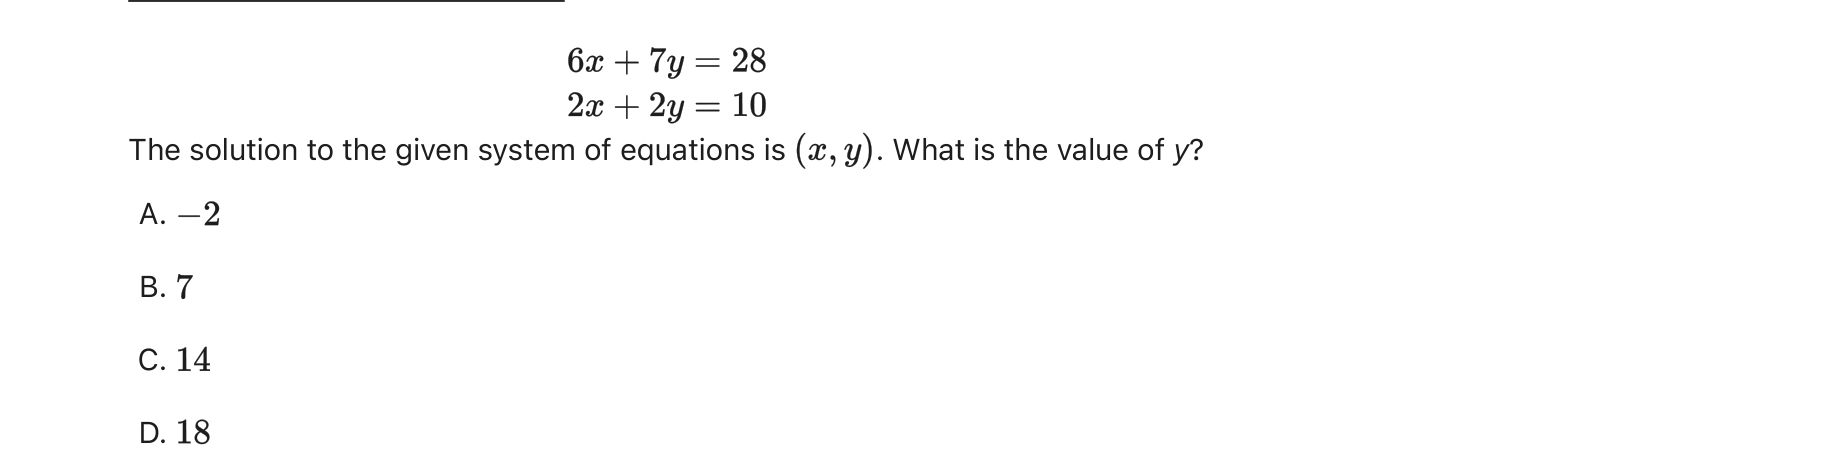 6x + 7y = 28
2x + 2y = 10
The solution to the given system of equations is (x, y). What is the value of y?
A. −2
B. 7
C. 14
D. 18